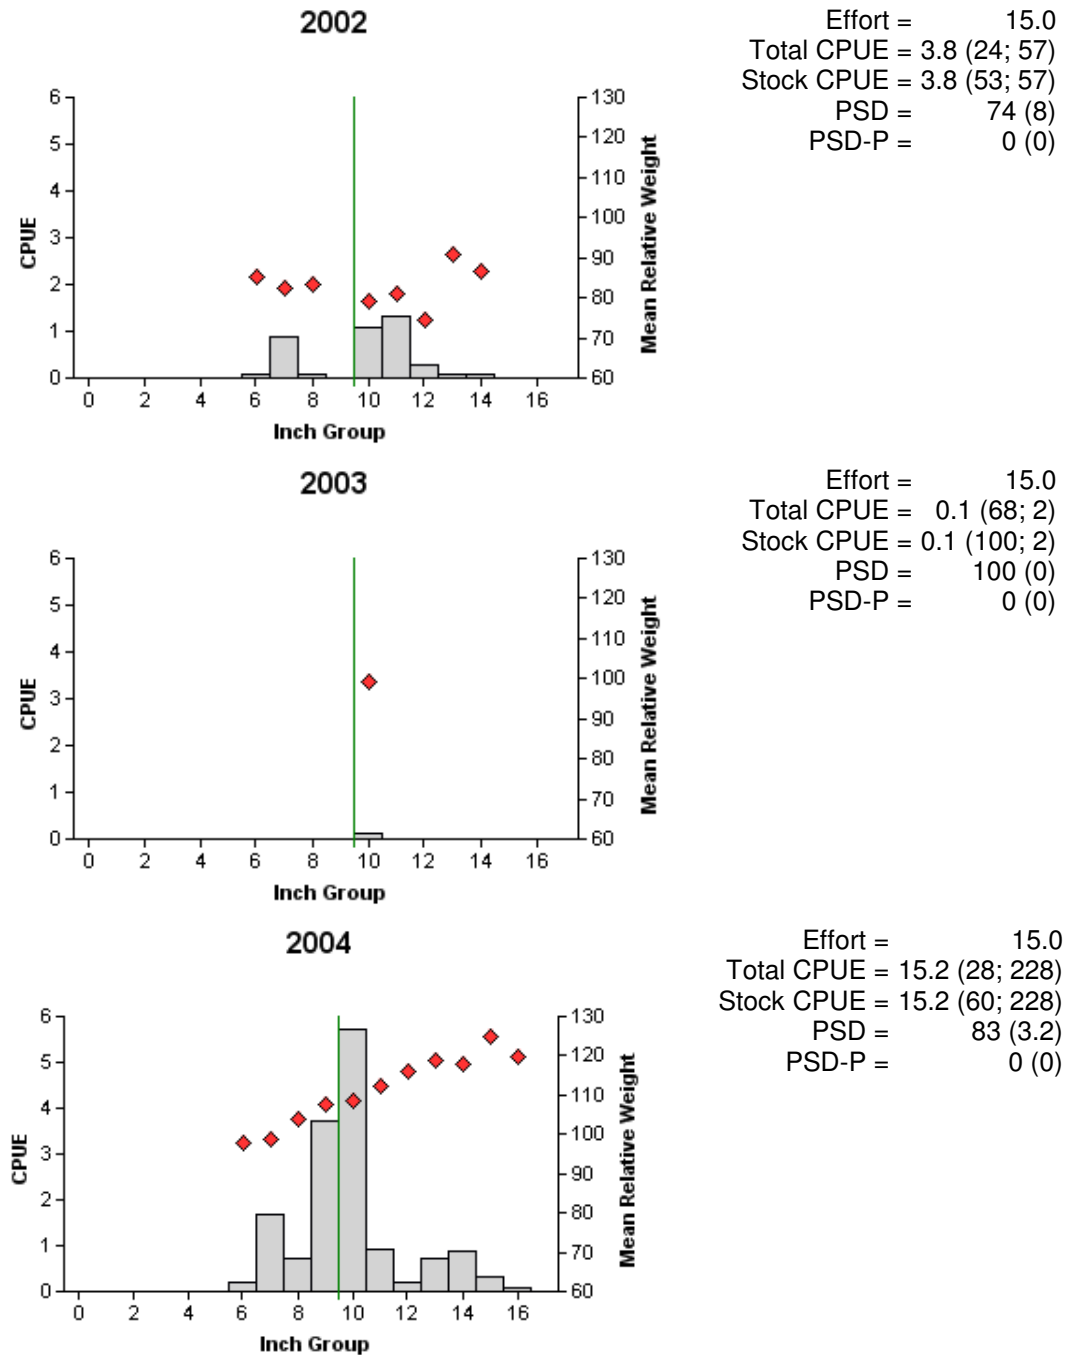 2002
Effort = 15.0
Total CPUE = 3.8 (24; 57)
Stock CPUE = 3.8 (53; 57)
PSD = 74 (8)
PSD-P = 0 (0)
6
5
4
3
2
1
0
CPUE
130
120
110
100
90
80
70
60
Mean Relative Weight
0 2 4 6 8 10 12 14 16
Inch Group
2003
Effort = 15.0
Total CPUE = 0.1 (68; 2)
Stock CPUE = 0.1 (100; 2)
PSD = 100 (0)
PSD-P = 0 (0)
6
5
4
3
2
1
0
CPUE
130
120
110
100
90
80
70
60
Mean Relative Weight
0 2 4 6 8 10 12 14 16
Inch Group
2004
Effort = 15.0
Total CPUE = 15.2 (28; 228)
Stock CPUE = 15.2 (60; 228)
PSD = 83 (3.2)
PSD-P = 0 (0)
6
5
4
3
2
1
0
CPUE
130
120
110
100
90
80
70
60
Mean Relative Weight
0 2 4 6 8 10 12 14 16
Inch Group